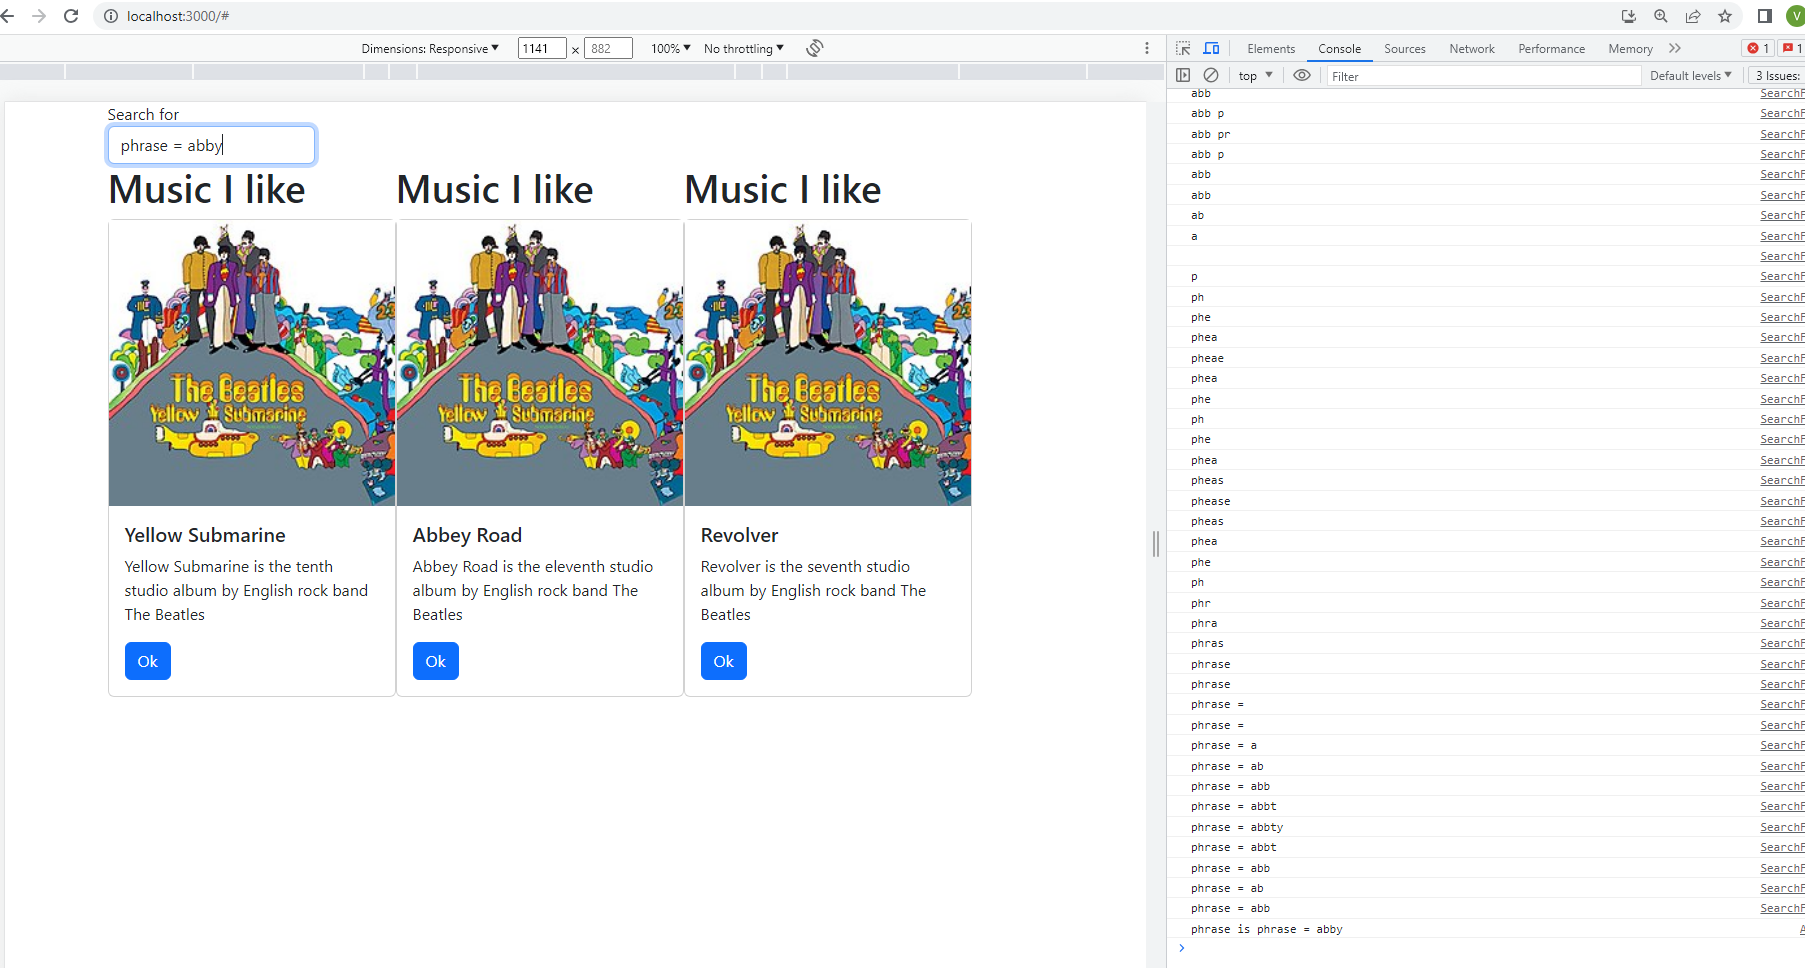 localhost:3000/#
V
Dimensions: Responsive ▼ 1141 x 882 100% ▼ No throttling ▼
Elements Console Sources Network Performance Memory 1 1
top ▼ Filter Default levels ▼ 3 Issues:
Search for
phrase = abby
Music I like Music I like Music I like
The Beatles The Beatles The Beatles
Yellow Submarine Yellow Submarine Yellow Submarine
Yellow Submarine
Yellow Submarine is the tenth
studio album by English rock band
The Beatles
Ok
Abbey Road
Abbey Road is the eleventh studio
album by English rock band The
Beatles
Ok
Revolver
Revolver is the seventh studio
album by English rock band The
Beatles
Ok
abb SearchF
abb p SearchF
abb pr SearchF
abb p SearchF
abb SearchF
abb SearchF
ab SearchF
a SearchF
SearchF
p SearchF
ph SearchF
phe SearchF
phea SearchF
pheae SearchF
phea SearchF
phe SearchF
ph SearchF
phe SearchF
phea SearchF
pheas SearchF
phease SearchF
pheas SearchF
phea SearchF
phe SearchF
ph SearchF
phr SearchF
phra SearchF
phras SearchF
phrase SearchF
phrase SearchF
phrase = SearchF
phrase = SearchF
phrase = a SearchF
phrase = ab SearchF
phrase = abb SearchF
phrase = abbt SearchF
phrase = abbty SearchF
phrase = abbt SearchF
phrase = abb SearchF
phrase = ab SearchF
phrase = abb SearchF
phrase is phrase = abby A